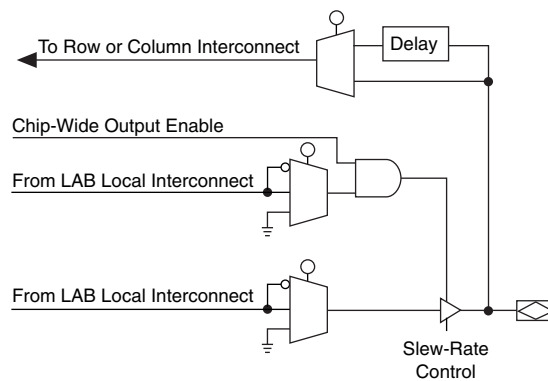 To Row or Column Interconnect
Delay
Chip-Wide Output Enable
From LAB Local Interconnect
From LAB Local Interconnect
Slew-Rate
Control